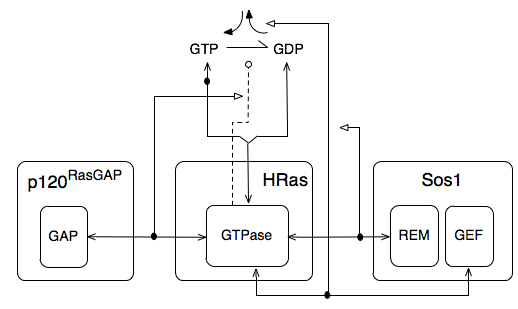 GTP GDP
p120RasGAP HRas Sos1
GAP GTPase REM GEF